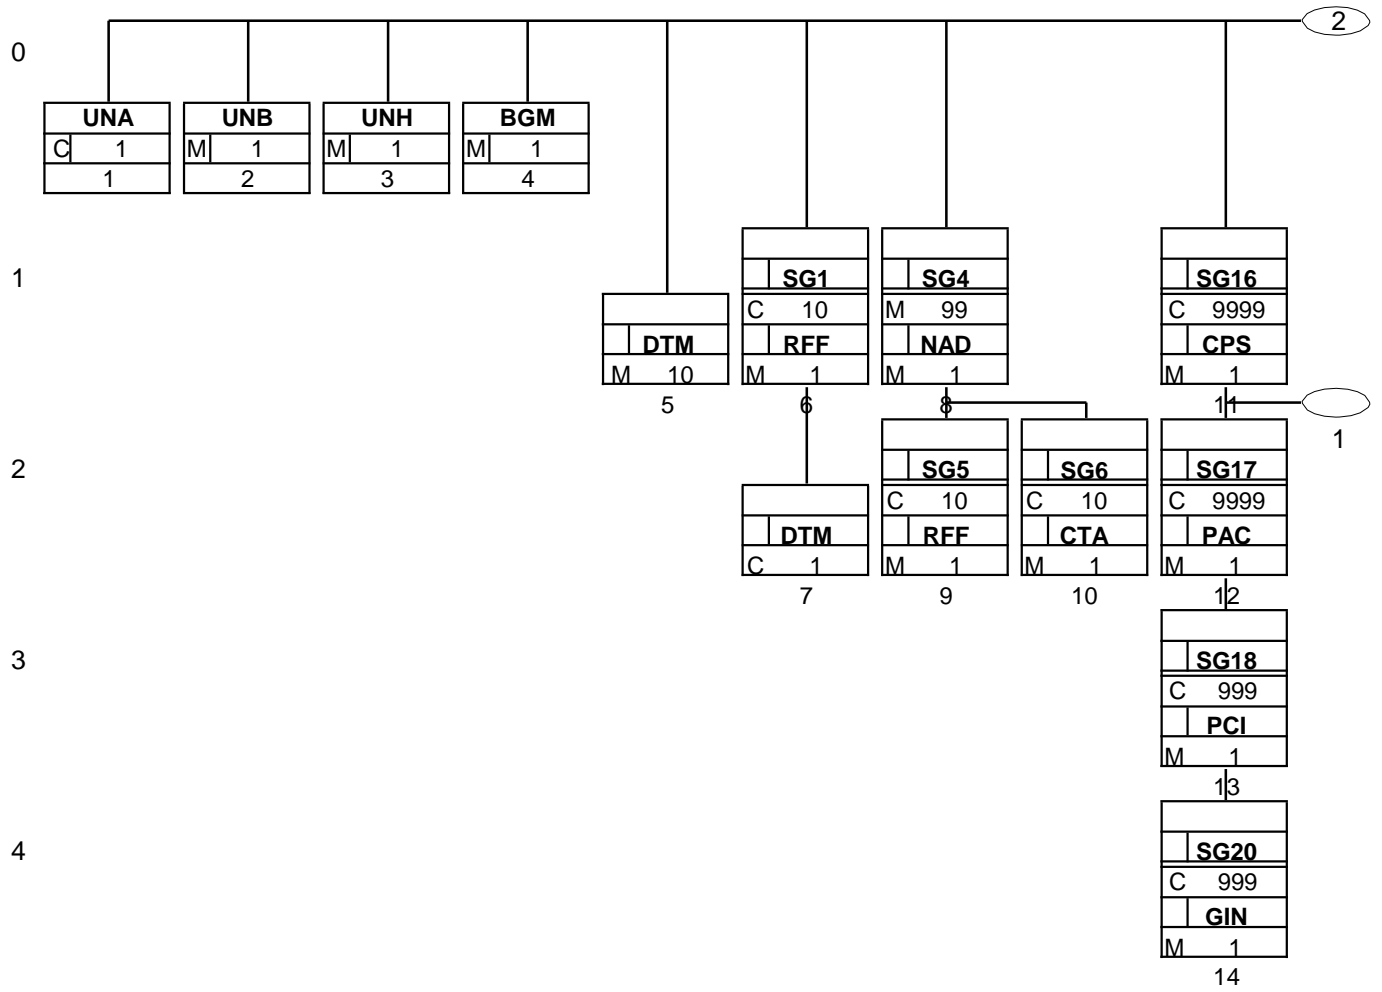 2
0
UNA UNB UNH BGM
C 1 M 1 M 1 M 1
1 2 3 4
1
SG1 SG4 SG16
C 10 M 99 C 9999
DTM RFF NAD CPS
M 10 M 1 M 1 M 1
5 6 8 11
1
2
SG5 SG6 SG17
C 10 C 10 C 9999
DTM RFF CTA PAC
C 1 M 1 M 1 M 1
7 9 10 12
3
SG18
C 999
PCI
M 1
13
4
SG20
C 999
GIN
M 1
14